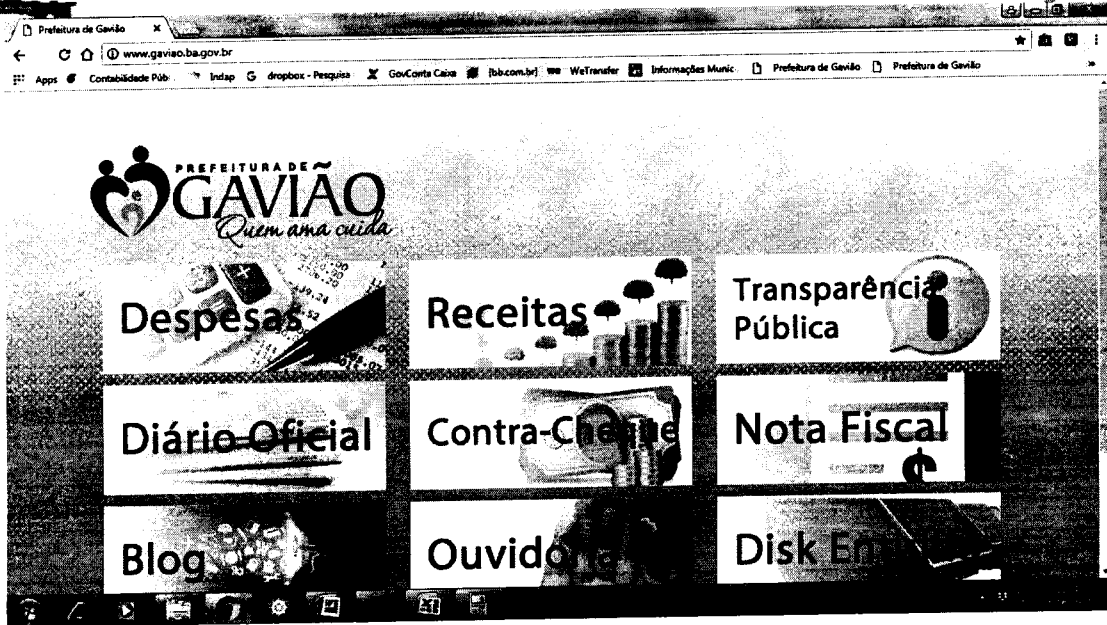 Prefeitura de Gavião
www.gaviao.ba.gov.br
Apps Contabilidade Púb Indap dropbox - Pesquisa GovConta Caixa [bb.com.br] WeTransfer Informações Munic Prefeitura de Gavião Prefeitura de Gavião
PREFEITURA DE
GAVIÃO
Quem ama cuida
Despesas
Receitas
Transparência
Pública
Diário Oficial
Contra-Cheque
Nota Fiscal
Blog
Ouvidoria
Disk